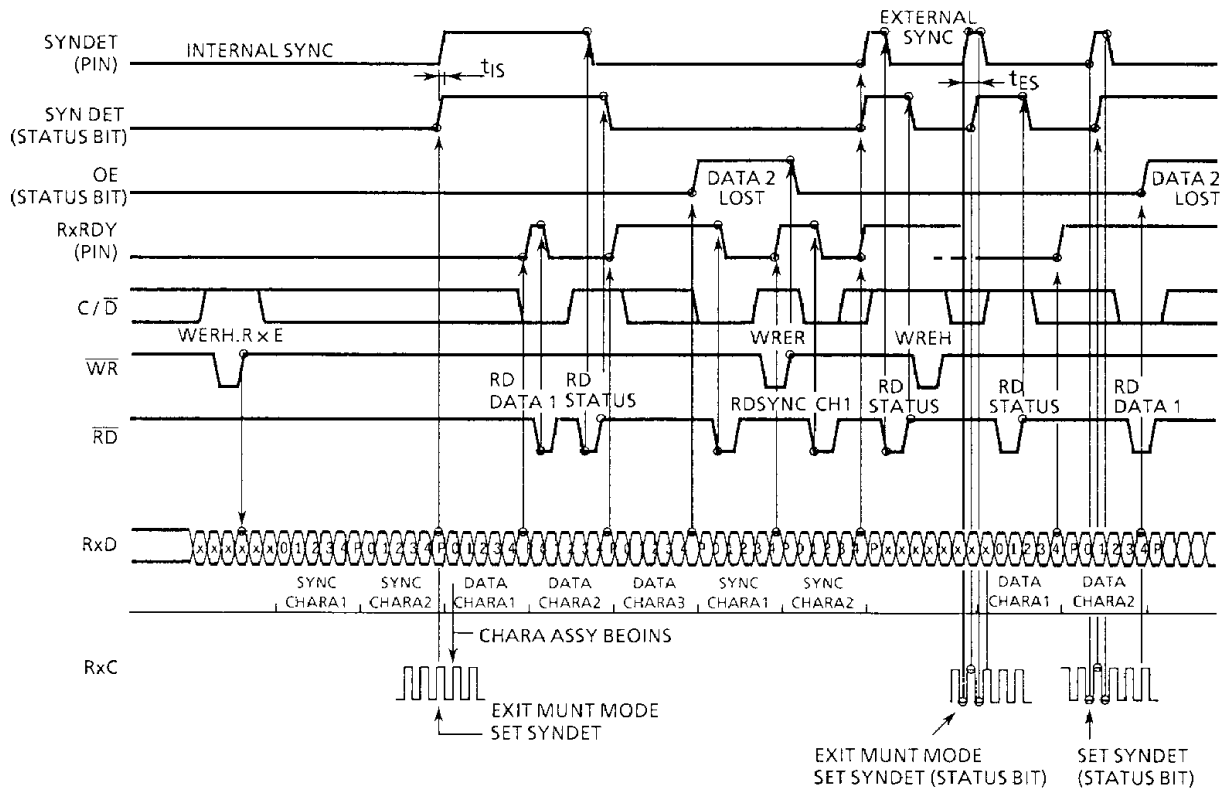 SYNDET
(PIN)
INTERNAL SYNC
EXTERNAL
SYNC
tIS
tES
SYN DET
(STATUS BIT)
OE
(STATUS BIT)
DATA 2
LOST
DATA 2
LOST
RxRDY
(PIN)
C/D̅
WERH.RxE
WRER
WREH
W̅R̅
RD
DATA 1
RD
STATUS
RDSYNC CH1
RD
STATUS
RD
STATUS
RD
DATA 1
R̅D̅
RxD
SYNC
CHARA1
SYNC
CHARA2
DATA
CHARA1
DATA
CHARA2
DATA
CHARA3
SYNC
CHARA1
SYNC
CHARA2
DATA
CHARA1
DATA
CHARA2
CHARA ASSY BEOINS
RxC
EXIT MUNT MODE
SET SYNDET
EXIT MUNT MODE
SET SYNDET (STATUS BIT)
SET SYNDET
(STATUS BIT)